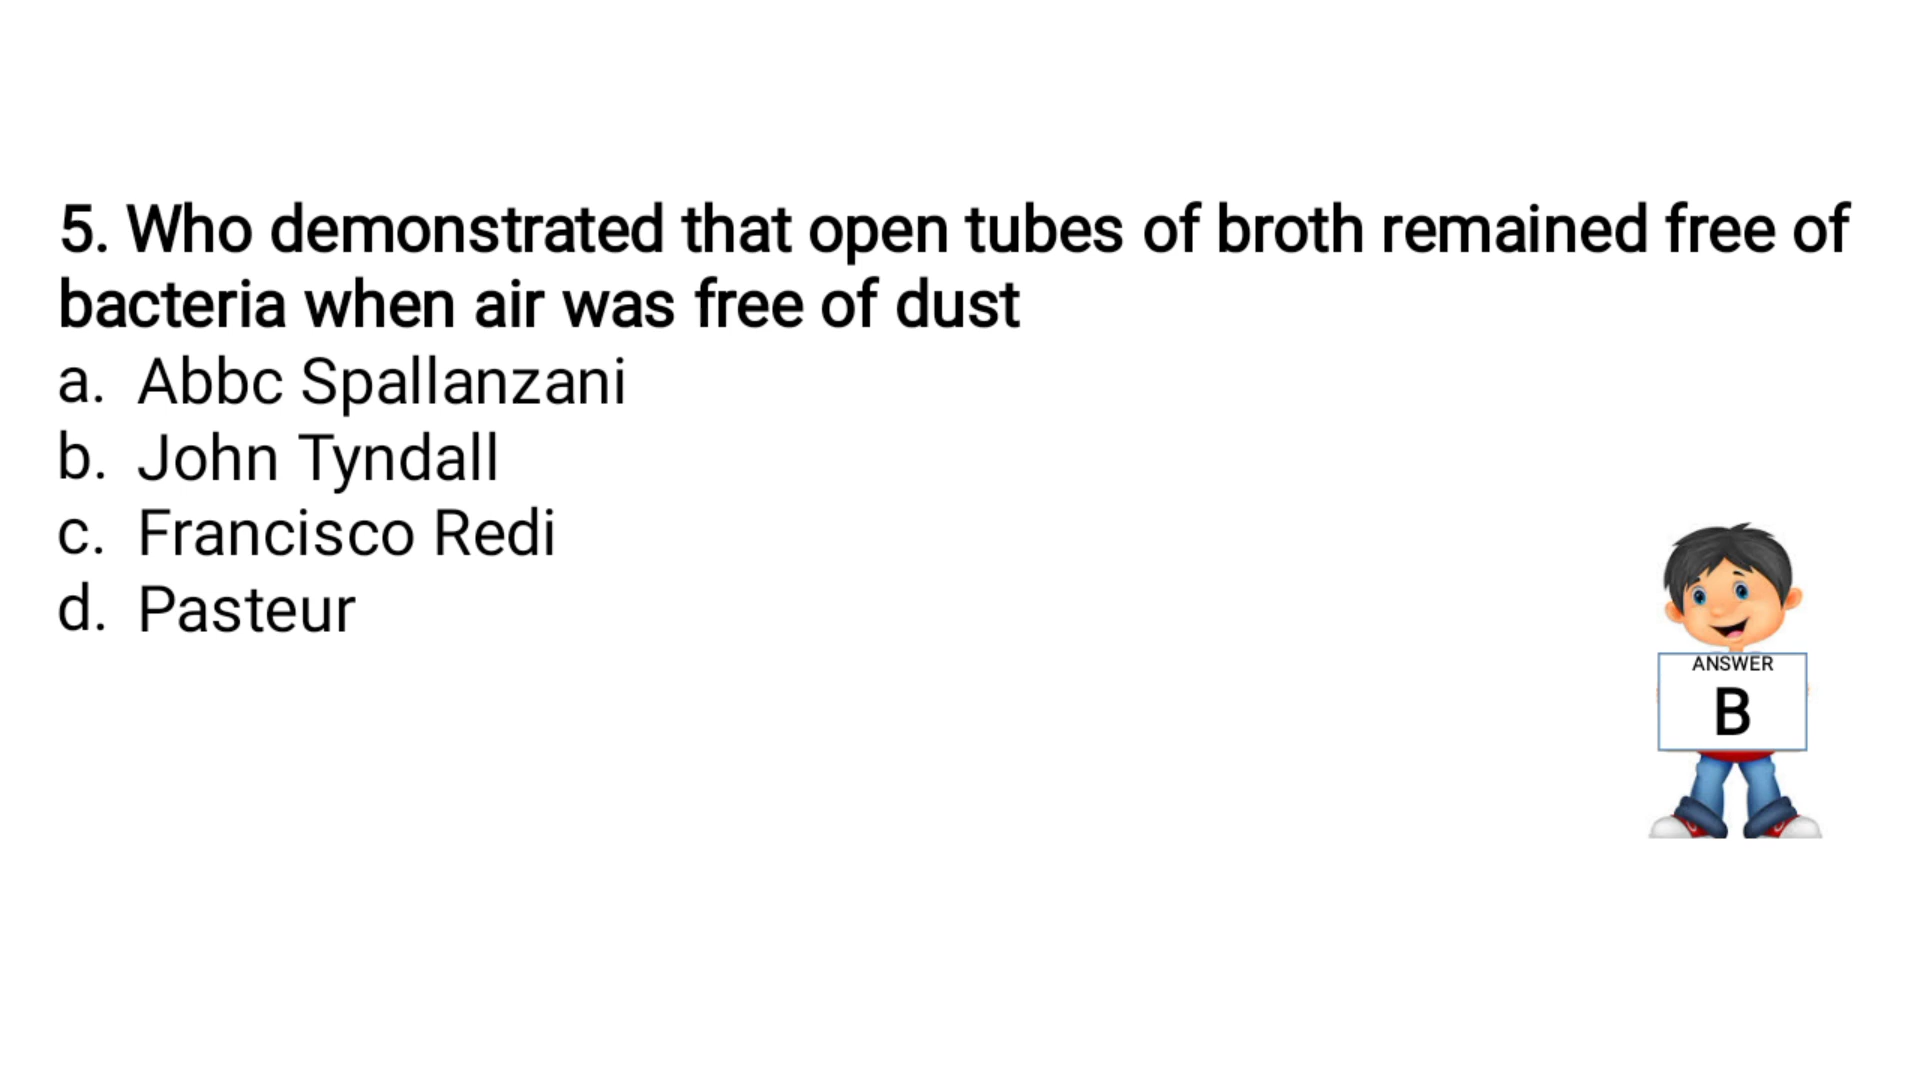 5. Who demonstrated that open tubes of broth remained free of
bacteria when air was free of dust
a. Abbc Spallanzani
b. John Tyndall
c. Francisco Redi
d. Pasteur
ANSWER
B